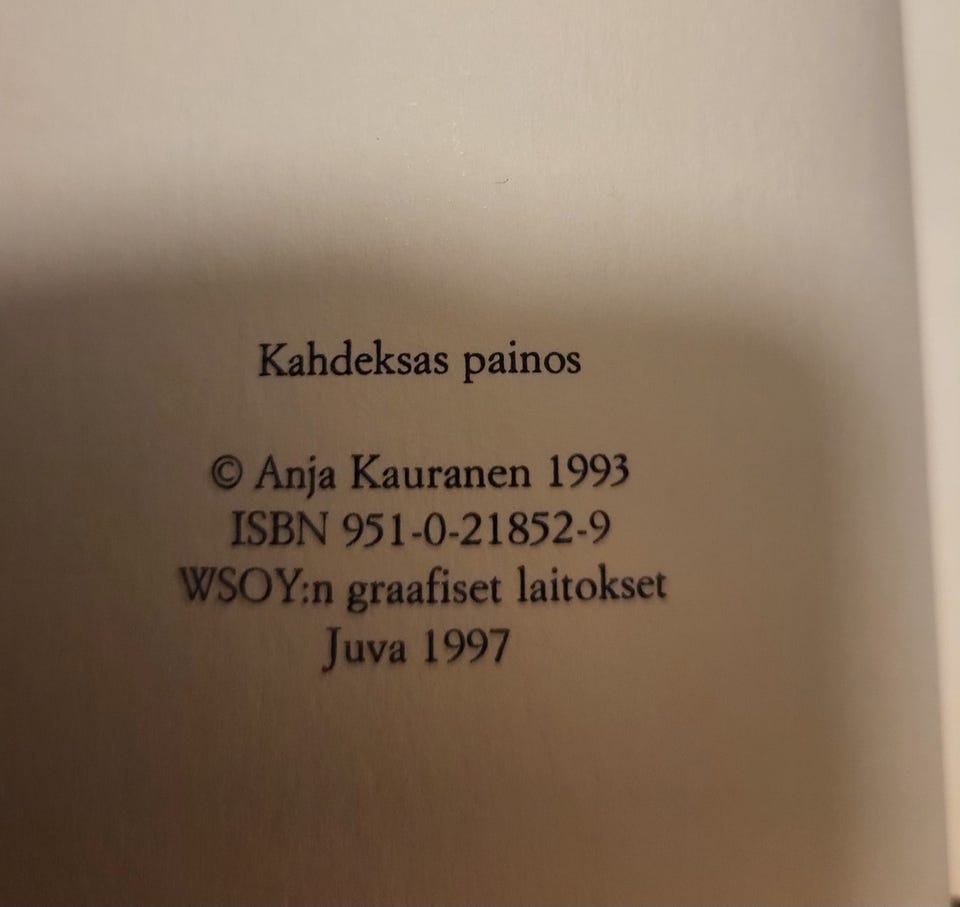 Kahdeksas painos
© Anja Kauranen 1993
ISBN 951-0-21852-9
WSOY:n graafiset laitokset
Juva 1997